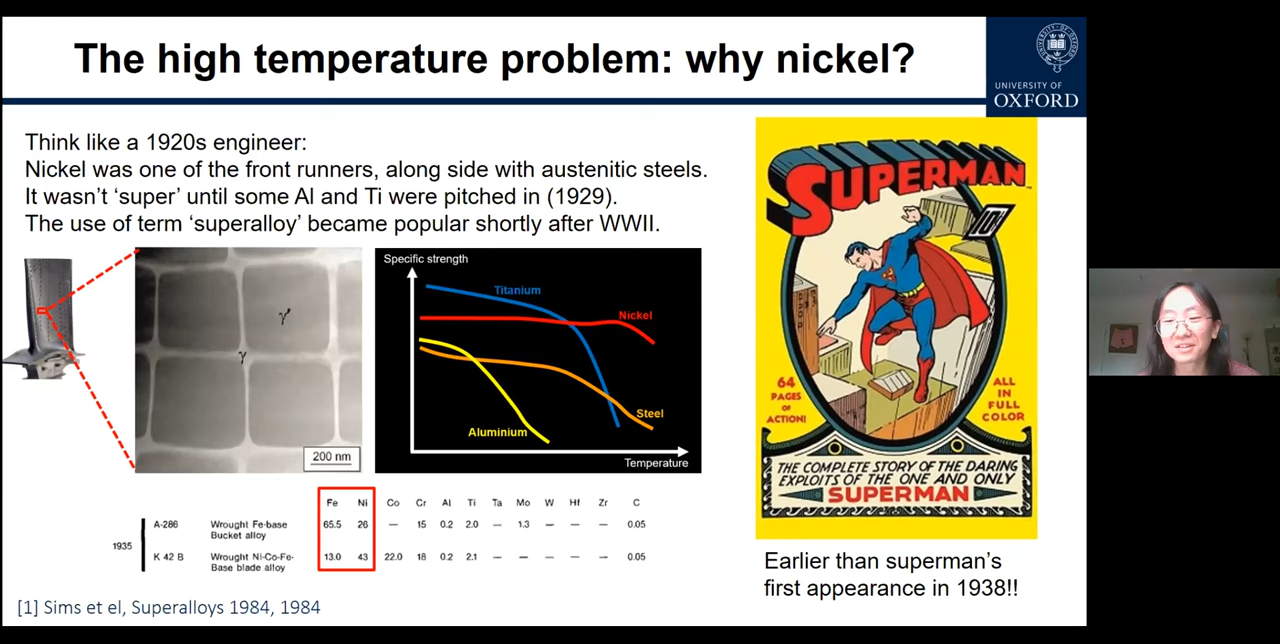 The high temperature problem: why nickel?
UNIVERSITY OF
OXFORD
Think like a 1920s engineer:
Nickel was one of the front runners, along side with austenitic steels.
It wasn't 'super' until some Al and Ti were pitched in (1929).
The use of term 'superalloy' became popular shortly after WWII.
γ'
γ
200 nm
Specific strength
Titanium
Nickel
Steel
Aluminium
Temperature
Fe Ni Co Cr Al Ti Ta Mo W Hf Zr C
1935
A-286 Wrought Fe-base 65.5 26 — 15 0.2 2.0 — 1.3 — — — 0.05
Bucket alloy
K 42 B Wrought Ni-Co-Fe- 13.0 43 22.0 18 0.2 2.1 — — — — — 0.05
Base blade alloy
[1] Sims et el, Superalloys 1984, 1984
SUPERMAN
10¢
64
PAGES
OF
ACTION!
ALL
IN
FULL
COLOR
THE COMPLETE STORY OF THE DARING
EXPLOITS OF THE ONE AND ONLY
SUPERMAN
Earlier than superman's
first appearance in 1938!!